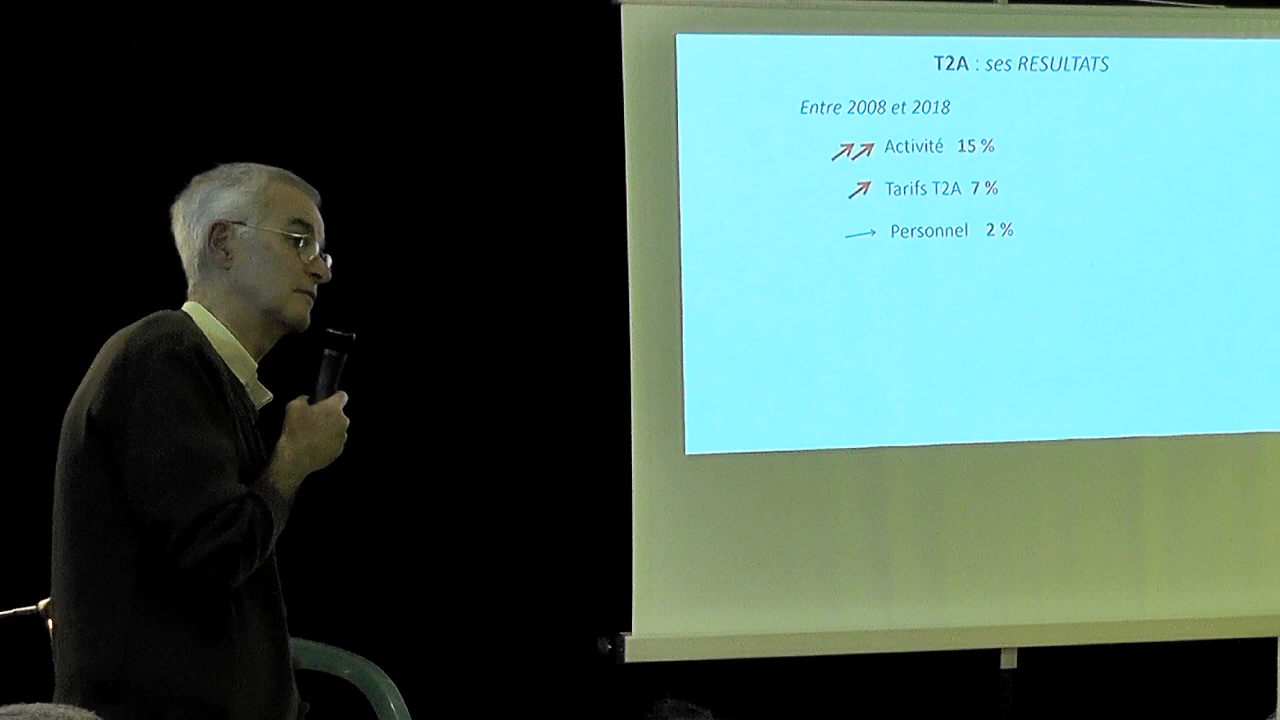 T2A : ses RESULTATS
Entre 2008 et 2018
Activité 15 %
Tarifs T2A 7 %
Personnel 2 %